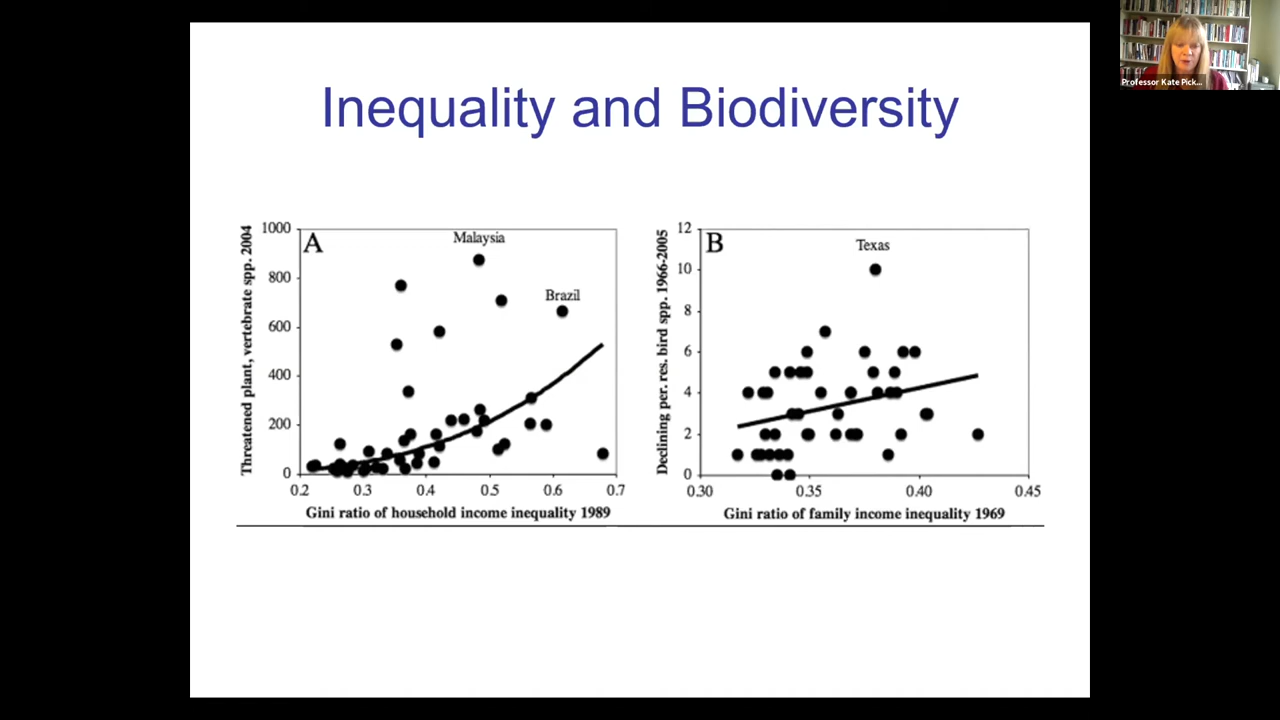 Professor Kate Pick...
Inequality and Biodiversity
A
Malaysia
Brazil
Threatened plant, vertebrate spp. 2004
1000
800
600
400
200
0
0.2 0.3 0.4 0.5 0.6 0.7
Gini ratio of household income inequality 1989
B
Texas
Declining per. res. bird spp. 1966-2005
12
10
8
6
4
2
0
0.30 0.35 0.40 0.45
Gini ratio of family income inequality 1969